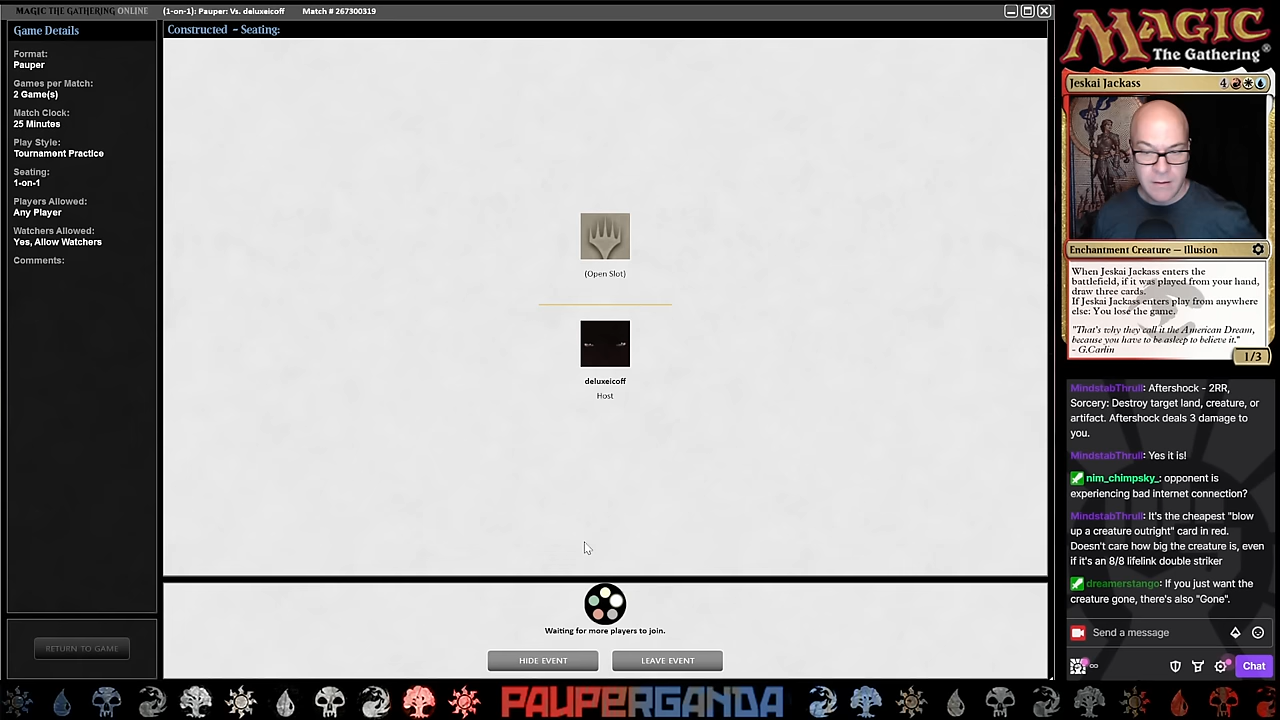 MAGIC THE GATHERING ONLINE
(1-on-1): Pauper: Vs. deluxeicoff Match # 267300319
Game Details
Format:
Pauper
Games per Match:
2 Game(s)
Match Clock:
25 Minutes
Play Style:
Tournament Practice
Seating:
1-on-1
Players Allowed:
Any Player
Watchers Allowed:
Yes, Allow Watchers
Comments:
RETURN TO GAME
Constructed - Seating:
(Open Slot)
deluxeicoff
Host
Waiting for more players to join.
HIDE EVENT LEAVE EVENT
MAGIC
The Gathering®
Jeskai Jackass 4
Enchantment Creature — Illusion
When Jeskai Jackass enters the
battlefield, if it was played from your hand,
draw three cards.
If Jeskai Jackass enters play from anywhere
else: You lose the game.
"That's why they call it the American Dream,
because you have to be asleep to believe it."
- G.Carlin
1/3
MindstabThrull: Aftershock - 2RR,
Sorcery: Destroy target land, creature, or
artifact. Aftershock deals 3 damage to
you.
MindstabThrull: Yes it is!
nim_chimpsky_: opponent is
experiencing bad internet connection?
MindstabThrull: It's the cheapest "blow
up a creature outright" card in red.
Doesn't care how big the creature is, even
if it's an 8/8 lifelink double striker
dreamerstango: If you just want the
creature gone, there's also "Gone".
Send a message
Chat
PAUPERGANDA